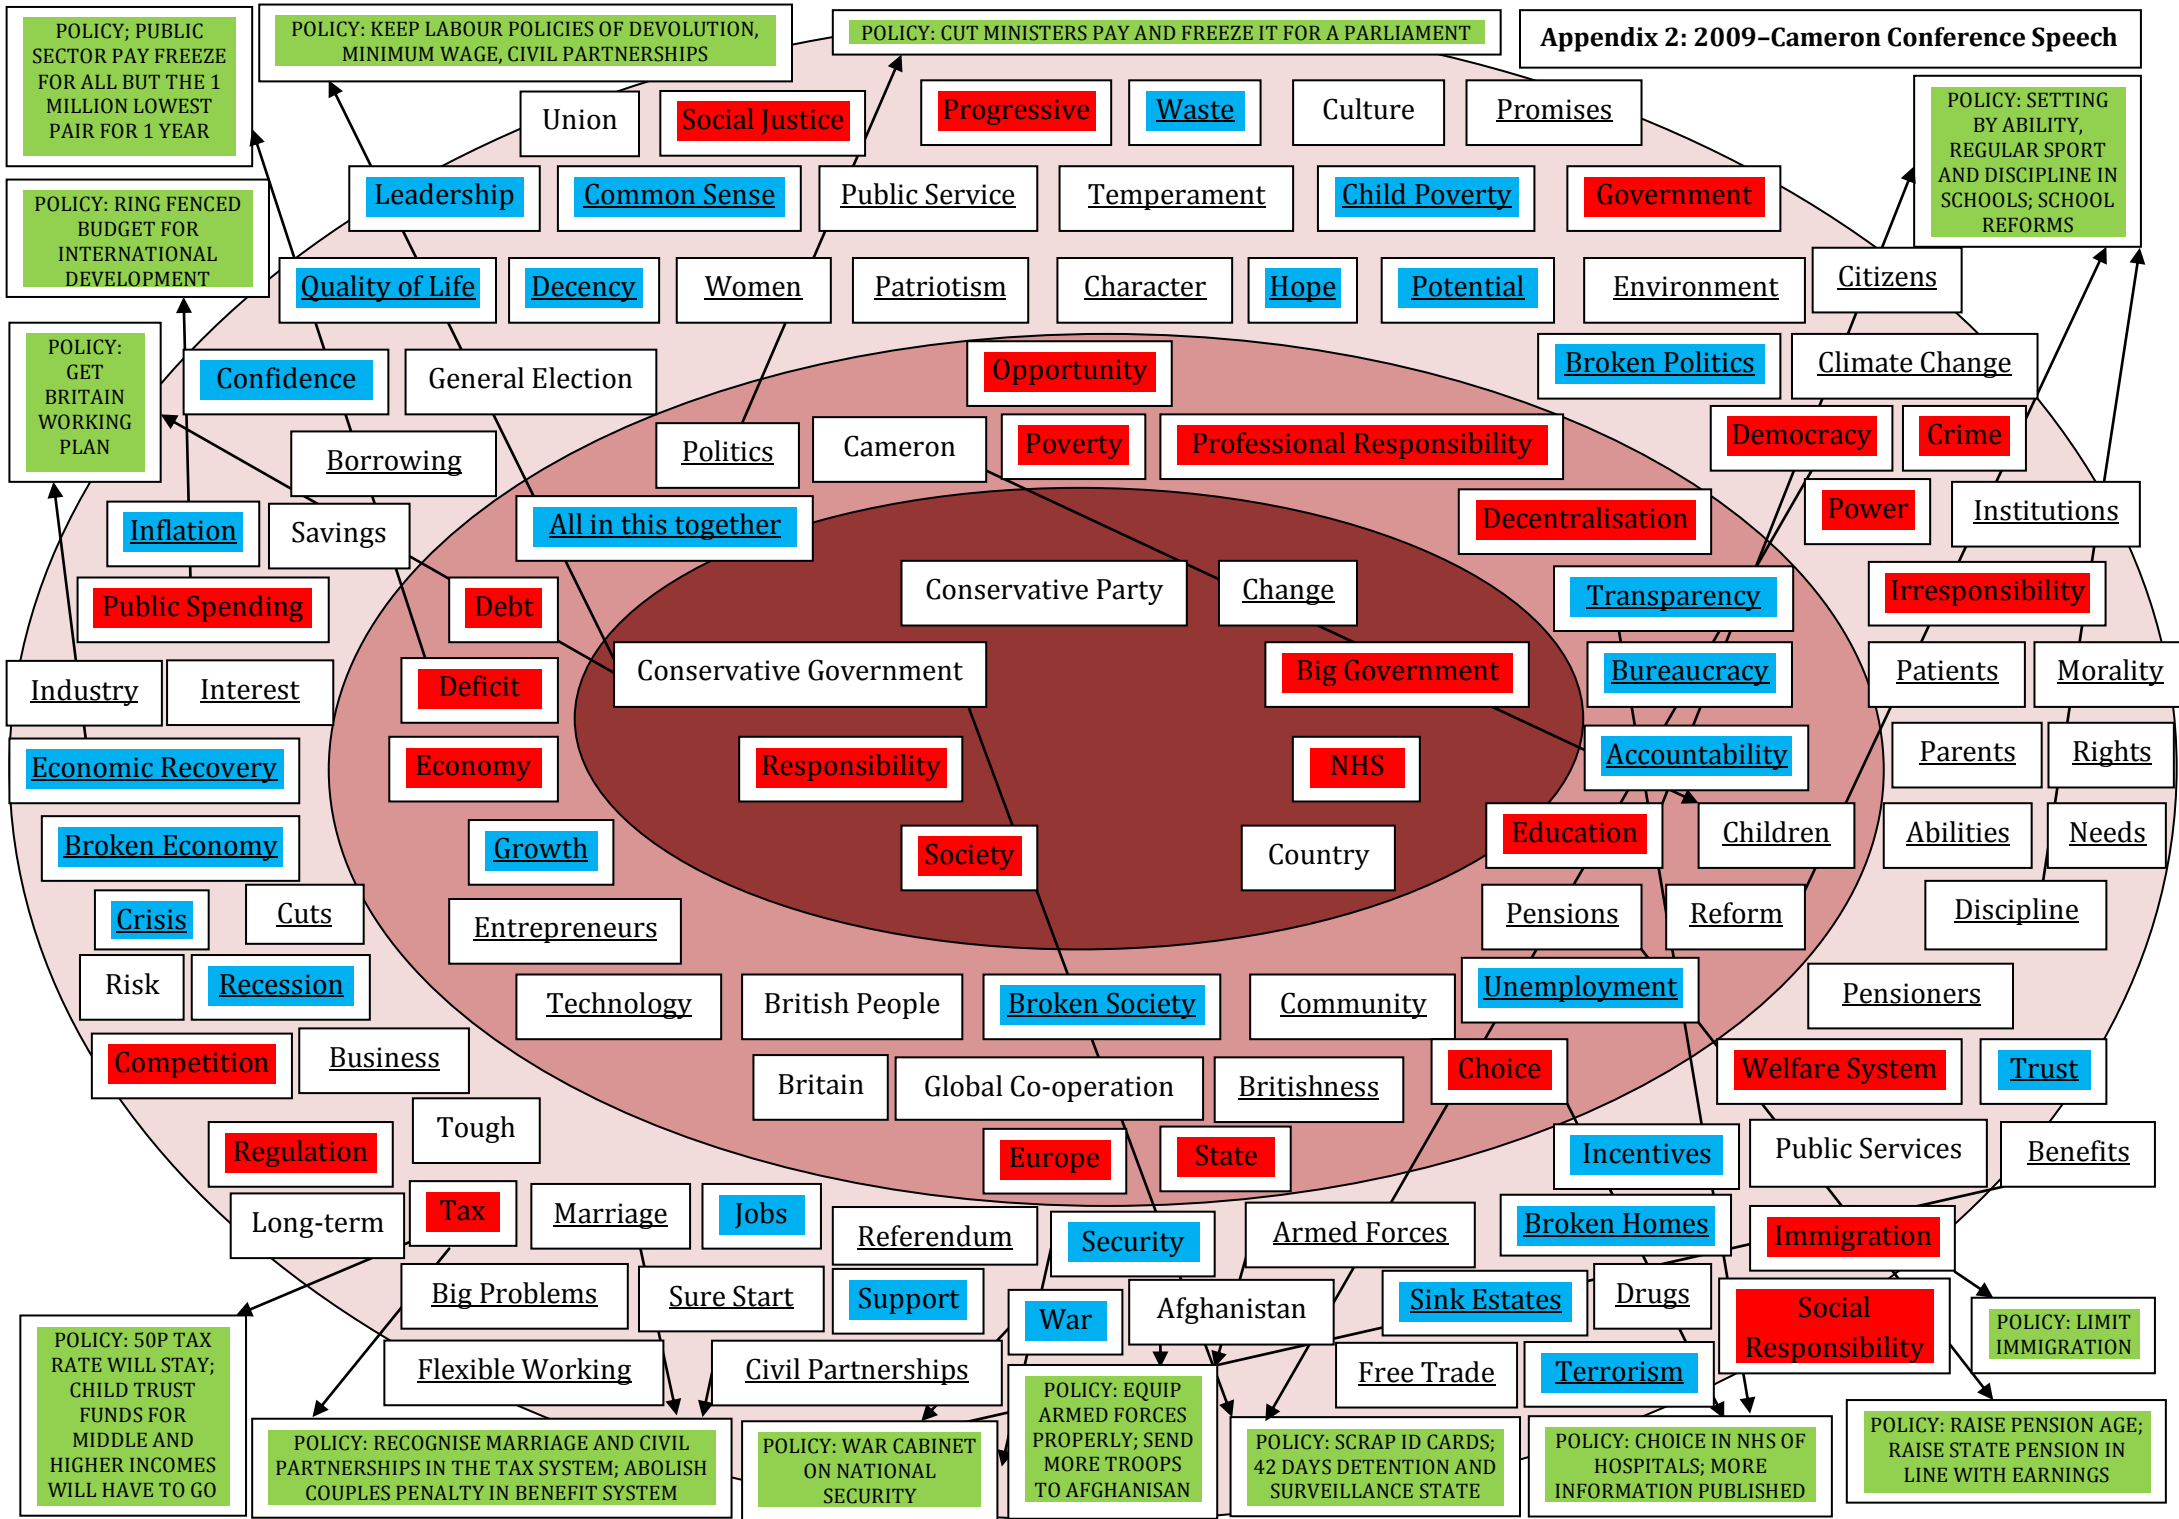 POLICY; PUBLIC
SECTOR PAY FREEZE
FOR ALL BUT THE 1
MILLION LOWEST
PAIR FOR 1 YEAR
POLICY: KEEP LABOUR POLICIES OF DEVOLUTION,
MINIMUM WAGE, CIVIL PARTNERSHIPS
POLICY: CUT MINISTERS PAY AND FREEZE IT FOR A PARLIAMENT
Appendix 2: 2009–Cameron Conference Speech
POLICY: SETTING
BY ABILITY,
REGULAR SPORT
AND DISCIPLINE IN
SCHOOLS; SCHOOL
REFORMS
Union
Social Justice
Progressive
Waste
Culture
Promises
POLICY: RING FENCED
BUDGET FOR
INTERNATIONAL
DEVELOPMENT
Leadership
Common Sense
Public Service
Temperament
Child Poverty
Government
Quality of Life
Decency
Women
Patriotism
Character
Hope
Potential
Environment
Citizens
POLICY:
GET
BRITAIN
WORKING
PLAN
Confidence
General Election
Opportunity
Broken Politics
Climate Change
Borrowing
Politics
Cameron
Poverty
Professional Responsibility
Democracy
Crime
Inflation
Savings
All in this together
Decentralisation
Power
Institutions
Public Spending
Debt
Conservative Party
Change
Transparency
Irresponsibility
Industry
Interest
Deficit
Conservative Government
Big Government
Bureaucracy
Patients
Morality
Economic Recovery
Economy
Responsibility
NHS
Accountability
Parents
Rights
Broken Economy
Growth
Society
Country
Education
Children
Abilities
Needs
Crisis
Cuts
Entrepreneurs
Pensions
Reform
Discipline
Risk
Recession
Technology
British People
Broken Society
Community
Unemployment
Pensioners
Competition
Business
Britain
Global Co-operation
Britishness
Choice
Welfare System
Trust
Regulation
Tough
Europe
State
Incentives
Public Services
Benefits
Long-term
Tax
Marriage
Jobs
Referendum
Security
Armed Forces
Broken Homes
Immigration
Big Problems
Sure Start
Support
War
Afghanistan
Sink Estates
Drugs
Social
Responsibility
POLICY: LIMIT
IMMIGRATION
POLICY: 50P TAX
RATE WILL STAY;
CHILD TRUST
FUNDS FOR
MIDDLE AND
HIGHER INCOMES
WILL HAVE TO GO
Flexible Working
Civil Partnerships
Free Trade
Terrorism
POLICY: RECOGNISE MARRIAGE AND CIVIL
PARTNERSHIPS IN THE TAX SYSTEM; ABOLISH
COUPLES PENALTY IN BENEFIT SYSTEM
POLICY: WAR CABINET
ON NATIONAL
SECURITY
POLICY: EQUIP
ARMED FORCES
PROPERLY; SEND
MORE TROOPS
TO AFGHANISAN
POLICY: SCRAP ID CARDS;
42 DAYS DETENTION AND
SURVEILLANCE STATE
POLICY: CHOICE IN NHS OF
HOSPITALS; MORE
INFORMATION PUBLISHED
POLICY: RAISE PENSION AGE;
RAISE STATE PENSION IN
LINE WITH EARNINGS